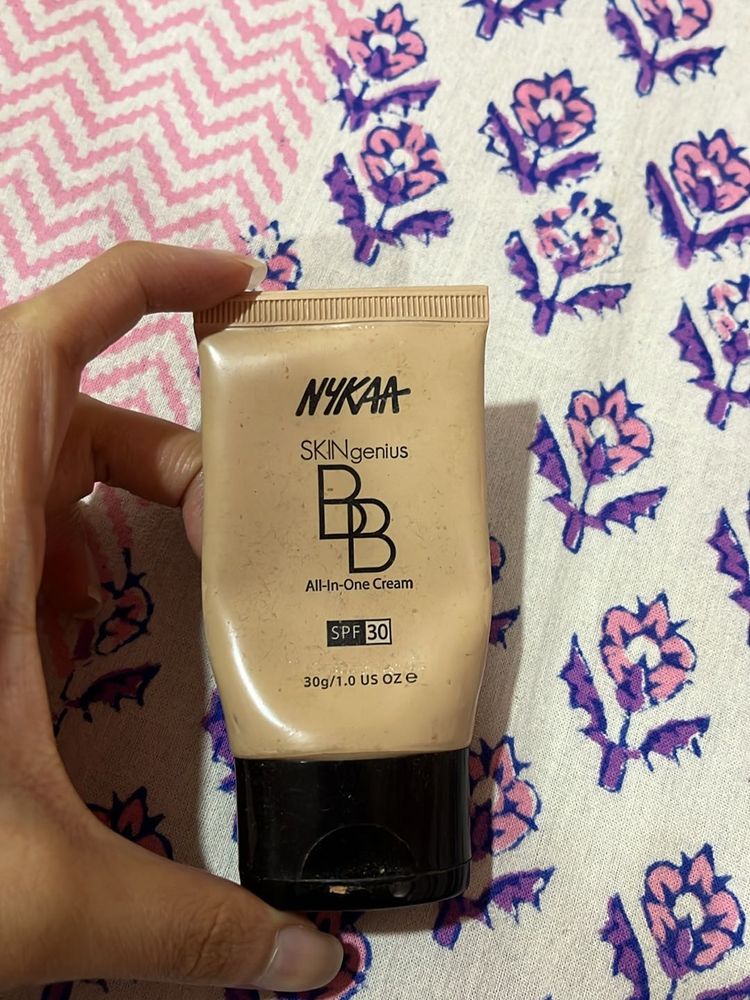 NYKAA
SKINgenius
BB
All-In-One Cream
SPF 30
30g/1.0 US OZ ℮